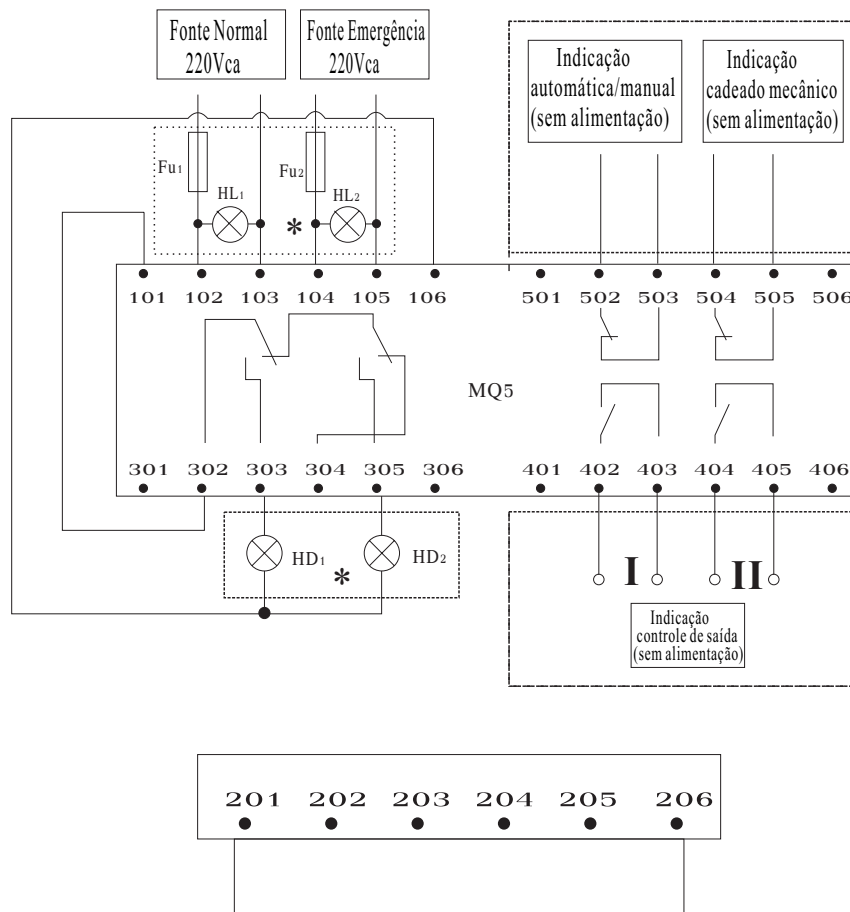 Fonte Normal
220Vca
Fonte Emergência
220Vca
Indicação
automática/manual
(sem alimentação)
Indicação
cadeado mecânico
(sem alimentação)
Fu1
Fu2
HL1
HL2
*
101 102 103 104 105 106
501 502 503 504 505 506
MQ5
301 302 303 304 305 306
401 402 403 404 405 406
HD1
*
HD2
I
II
Indicação
controle de saída
(sem alimentação)
201 202 203 204 205 206